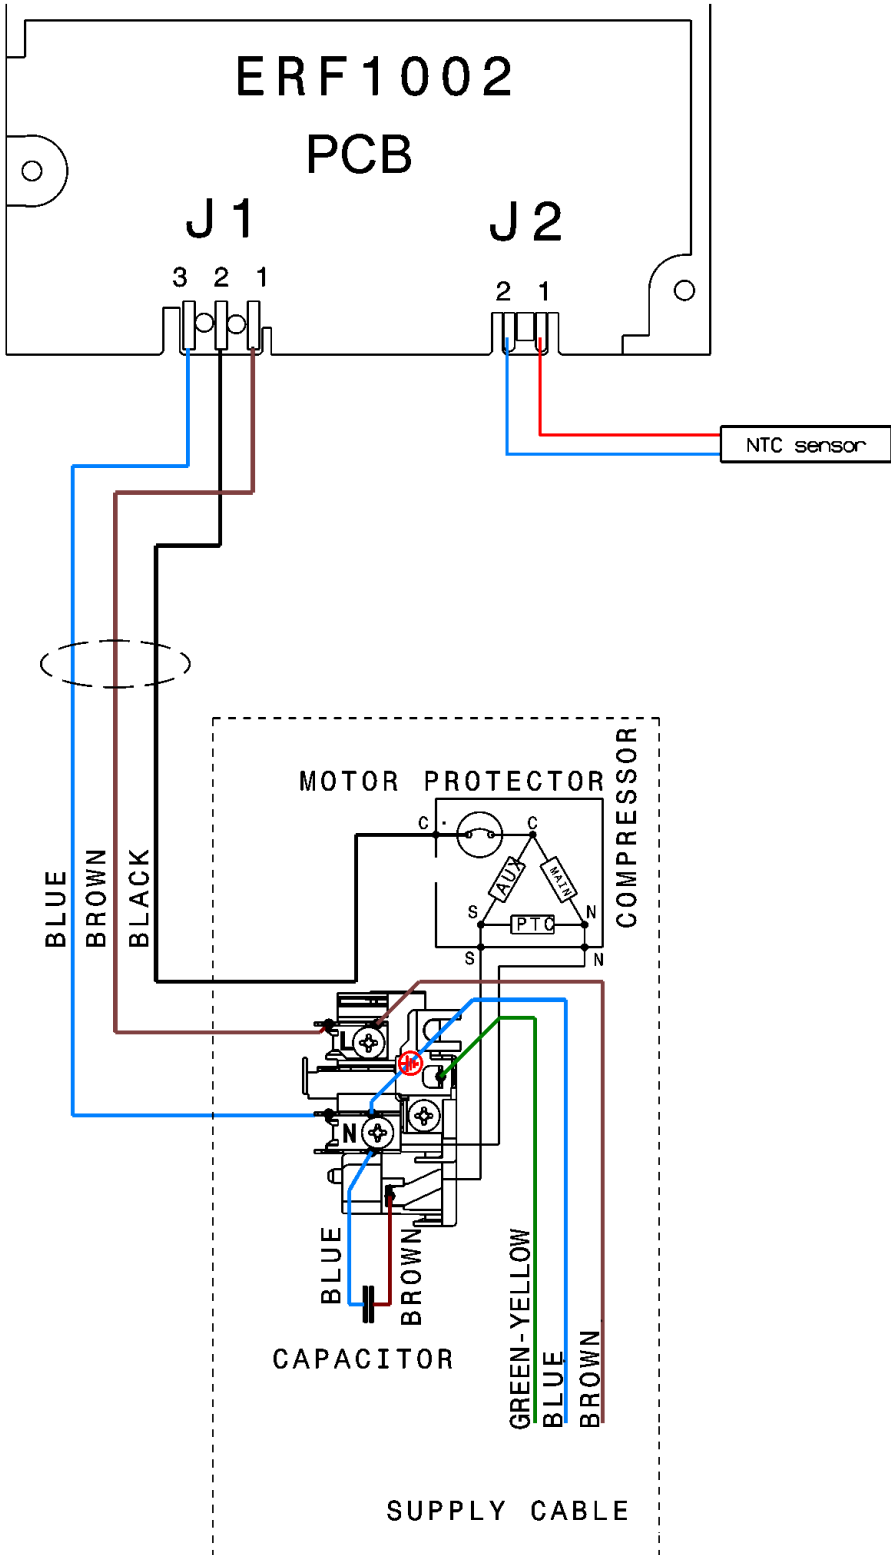 ERF1002
PCB
J1
J2
3 2 1
2 1
NTC sensor
MOTOR PROTECTOR
COMPRESSOR
C
C
AUX
MAIN
S
N
PTC
S
N
BLUE
BROWN
BLACK
L
N
BLUE
BROWN
CAPACITOR
GREEN-YELLOW
BLUE
BROWN
SUPPLY CABLE